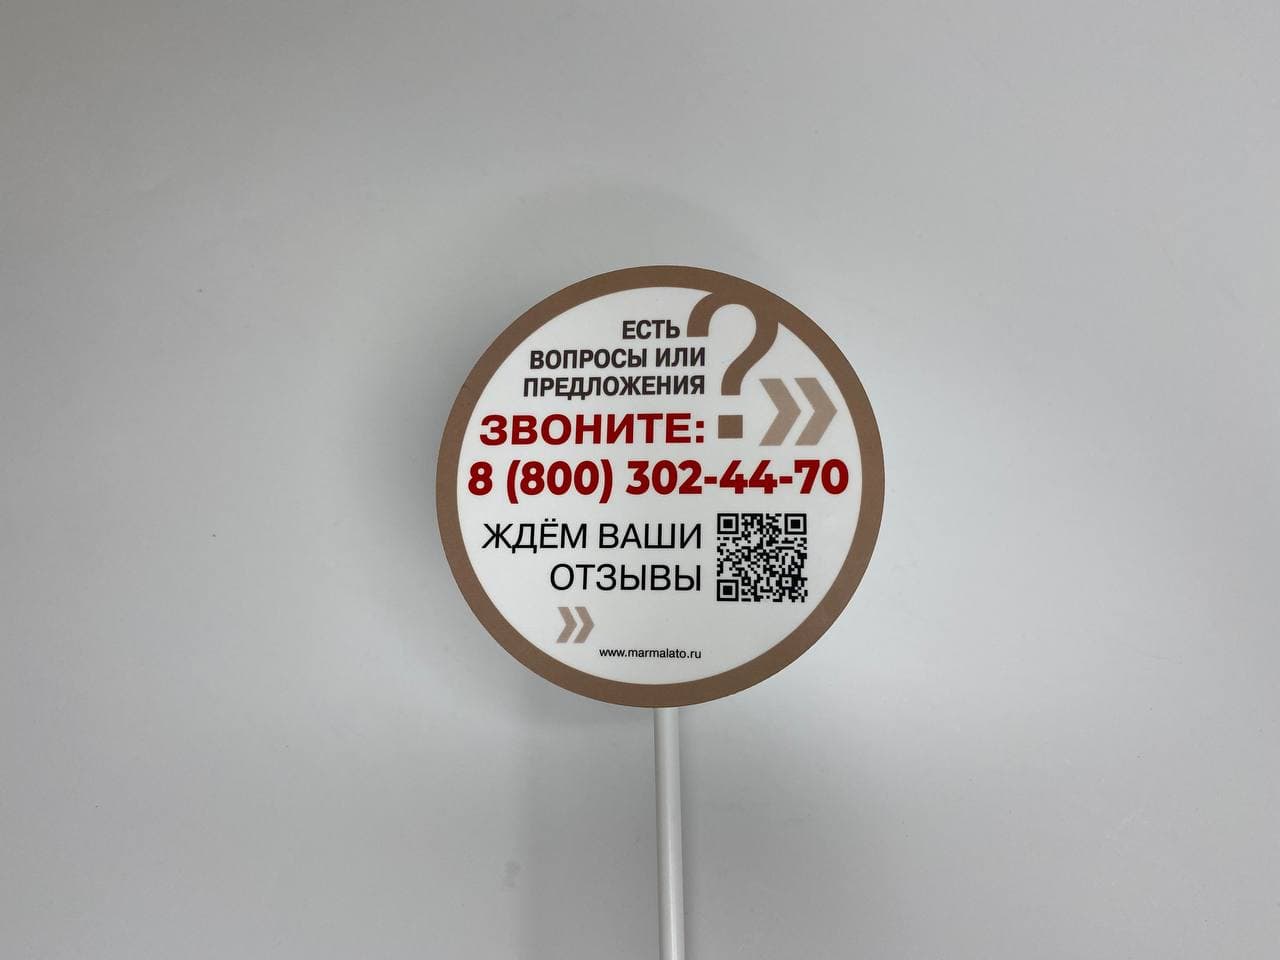 ЕСТЬ
ВОПРОСЫ ИЛИ
ПРЕДЛОЖЕНИЯ
?
ЗВОНИТЕ:
8 (800) 302-44-70
ЖДЁМ ВАШИ
ОТЗЫВЫ
www.marmalato.ru